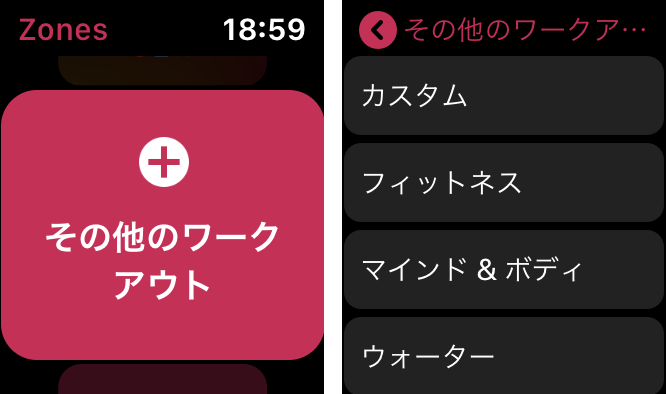 Zones
18:59
その他のワーク
アウト
その他のワークア…
カスタム
フィットネス
マインド & ボディ
ウォーター